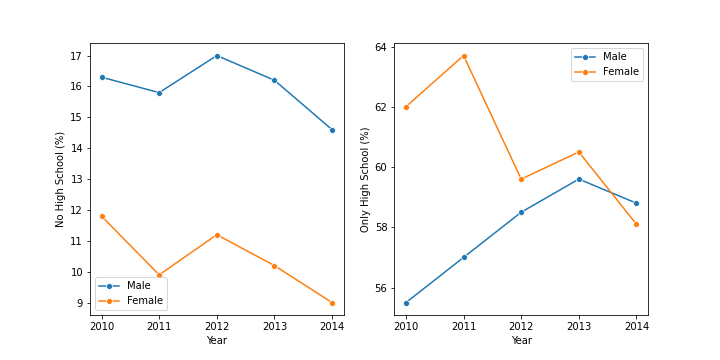 No High School (%)
17
16
15
14
13
12
11
10
9
Male
Female
2010 2011 2012 2013 2014
Year
Only High School (%)
64
62
60
58
56
Male
Female
2010 2011 2012 2013 2014
Year